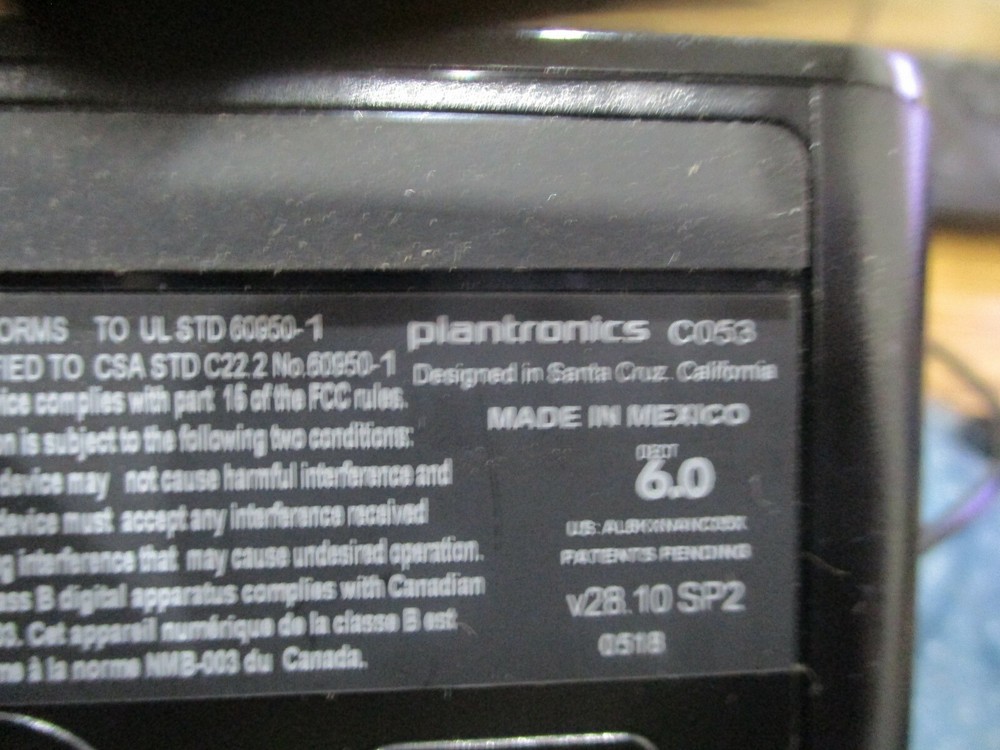 ORMS TO UL STD 60950-1
FIED TO CSA STD C22.2 No.60950-1
ice complies with part 15 of the FCC rules.
n is subject to the following two conditions:
device may not cause harmful interference and
device must accept any interference received
g interference that may cause undesired operation.
ass B digital apparatus complies with Canadian
03. Cet appareil numérique de la classe B est
me à la norme NMB-003 du Canada.
plantronics C053
Designed in Santa Cruz. California
MADE IN MEXICO
DECT
6.0
US:
PATENTS PENDING
v28.10 SP2
0518